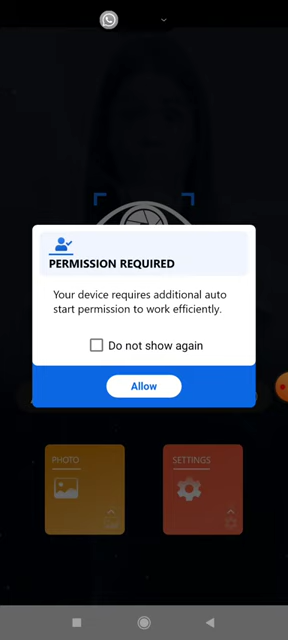 PERMISSION REQUIRED
Your device requires additional auto
start permission to work efficiently.
Do not show again
Allow
PHOTO
SETTINGS